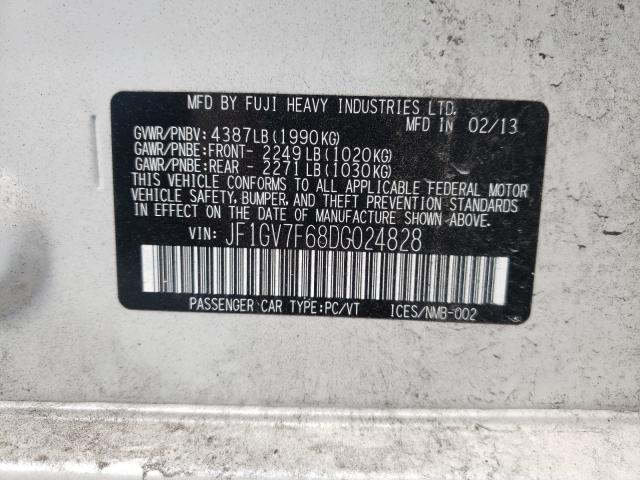 MFD BY FUJI HEAVY INDUSTRIES LTD.
MFD IN 02/13
GVWR/PNBV: 4387LB(1990KG)
GAWR/PNBE:FRONT- 2249LB(1020KG)
GAWR/PNBE:REAR - 2271LB(1030KG)
THIS VEHICLE CONFORMS TO ALL APPLICABLE FEDERAL MOTOR
VEHICLE SAFETY, BUMPER, AND THEFT PREVENTION STANDARDS
IN EFFECT ON THE DATE OF MANUFACTURE SHOWN ABOVE.
VIN: JF1GV7F68DG024828
PASSENGER CAR TYPE:PC/VT ICES/NMB-002